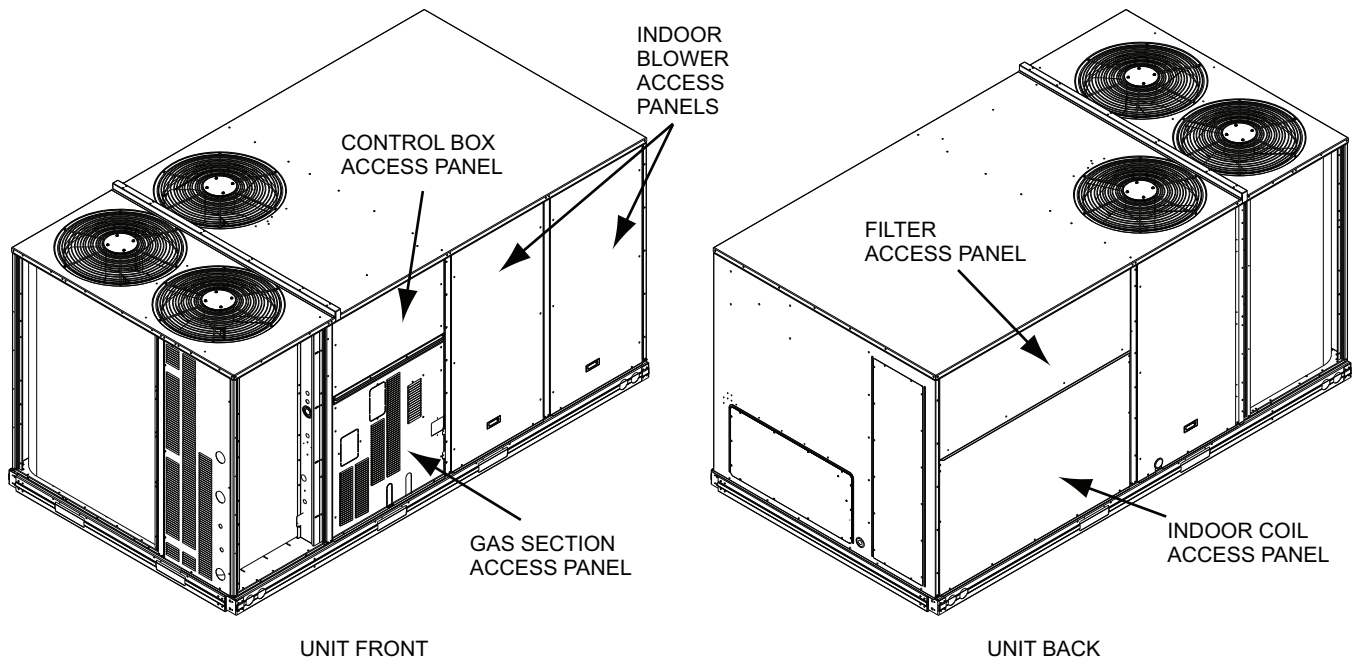 INDOOR
BLOWER
ACCESS
PANELS
CONTROL BOX
ACCESS PANEL
FILTER
ACCESS PANEL
GAS SECTION
ACCESS PANEL
INDOOR COIL
ACCESS PANEL
UNIT FRONT
UNIT BACK